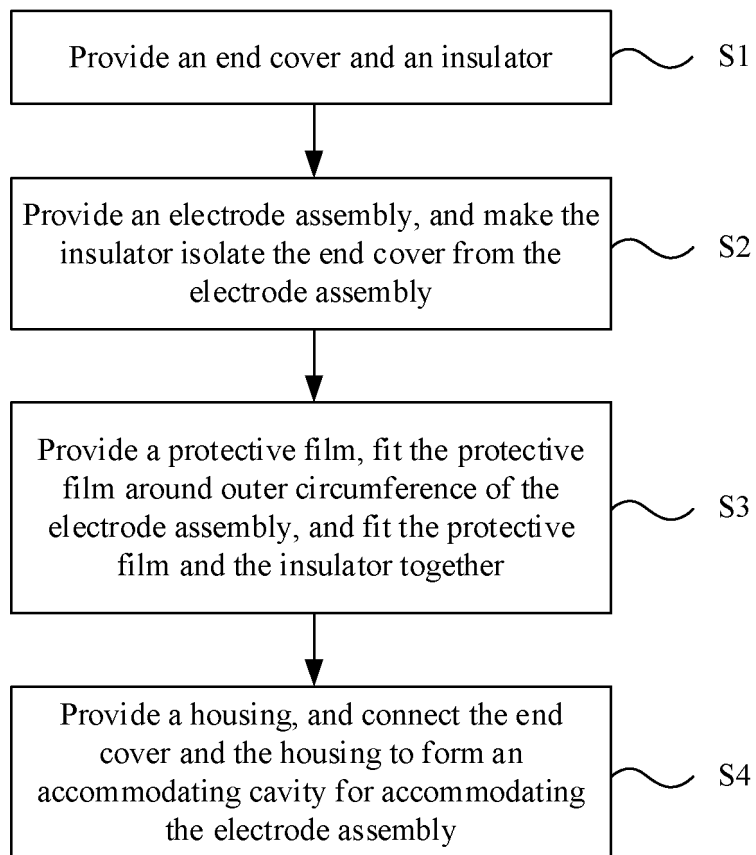 Provide an end cover and an insulator
S1
Provide an electrode assembly, and make the
insulator isolate the end cover from the
electrode assembly
S2
Provide a protective film, fit the protective
film around outer circumference of the
electrode assembly, and fit the protective
film and the insulator together
S3
Provide a housing, and connect the end
cover and the housing to form an
accommodating cavity for accommodating
the electrode assembly
S4